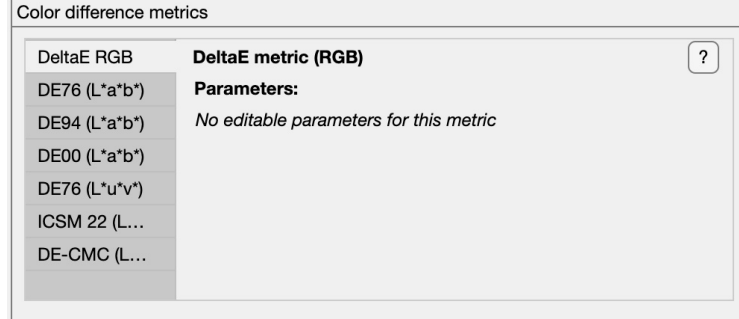 Color difference metrics
DeltaE RGB
DE76 (L*a*b*)
DE94 (L*a*b*)
DE00 (L*a*b*)
DE76 (L*u*v*)
ICSM 22 (L...
DE-CMC (L...
DeltaE metric (RGB)
?
Parameters:
No editable parameters for this metric